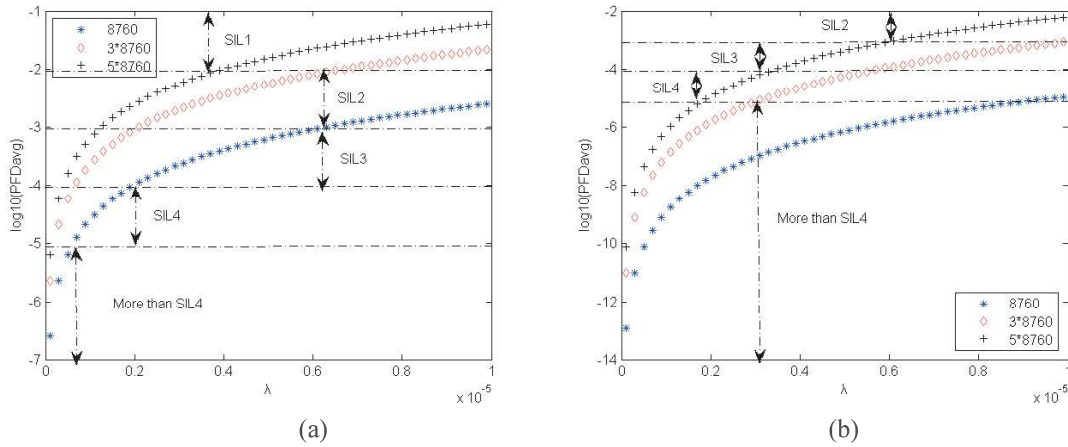 -1
-2
-3
-4
-5
-6
-7
log10(PFDavg)
8760
3*8760
5*8760
SIL1
SIL2
SIL3
SIL4
More than SIL4
0
0.2
0.4
0.6
0.8
1
λ
x 10-5
(a)
-2
-4
-6
-8
-10
-12
-14
log10(PFDavg)
SIL2
SIL3
SIL4
More than SIL4
8760
3*8760
5*8760
0
0.2
0.4
0.6
0.8
1
λ
x 10-5
(b)